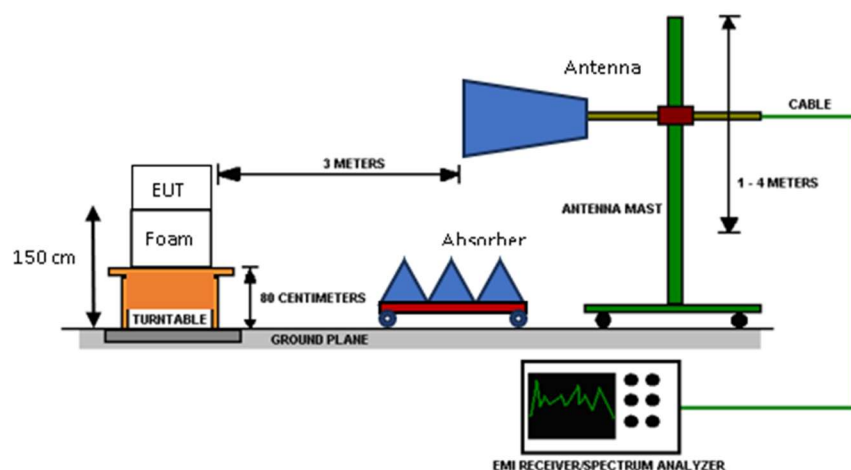 Antenna
CABLE
3 METERS
EUT
1 - 4 METERS
ANTENNA MAST
Foam
Absorber
150 cm
80 CENTIMETERS
TURNTABLE
GROUND PLANE
EMI RECEIVER/SPECTRUM ANALYZER